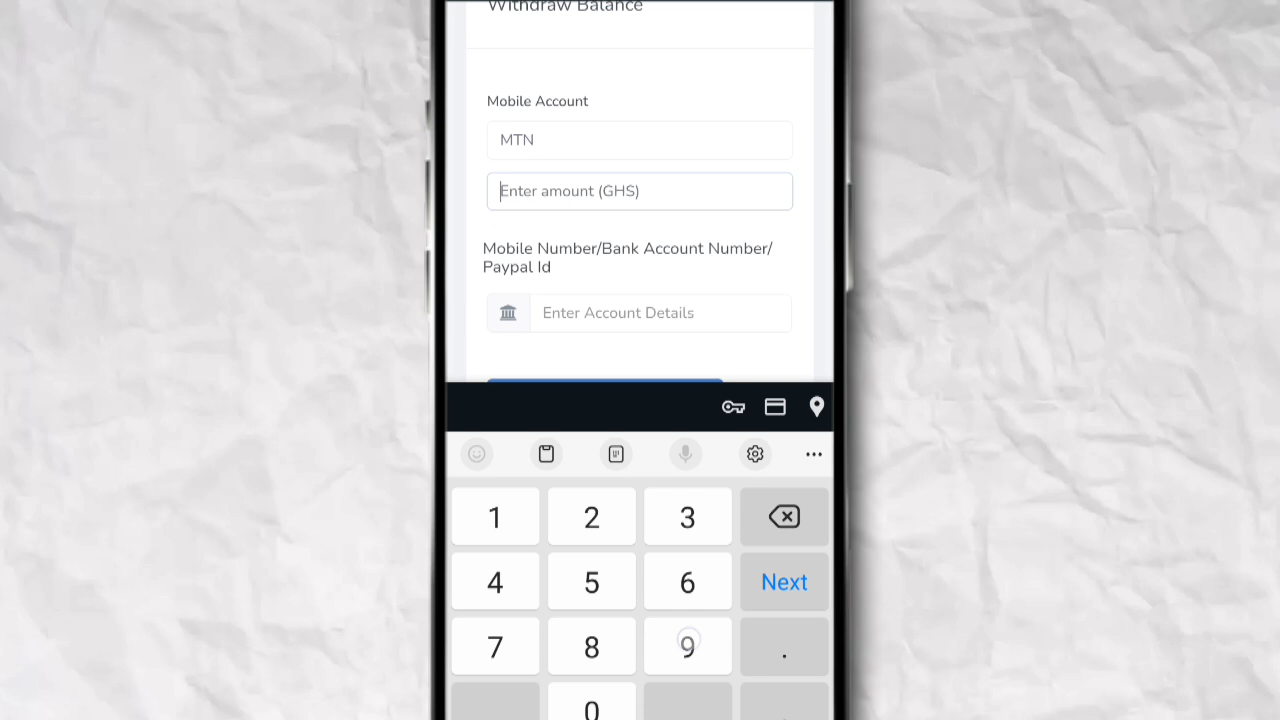 Withdraw Balance
Mobile Account
MTN
Enter amount (GHS)
Mobile Number/Bank Account Number/
Paypal Id
Enter Account Details
1 2 3
4 5 6 Next
7 8 9 .
0